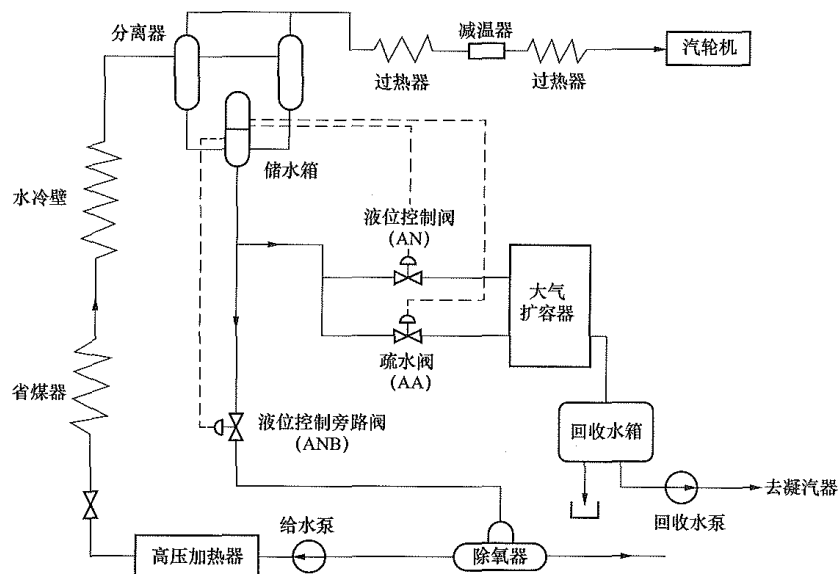 分离器
减温器
汽轮机
过热器
过热器
储水箱
水冷壁
液位控制阀
(AN)
大气
扩容器
疏水阀
(AA)
省煤器
液位控制旁路阀
(ANB)
回收水箱
去凝汽器
回收水泵
给水泵
高压加热器
除氧器